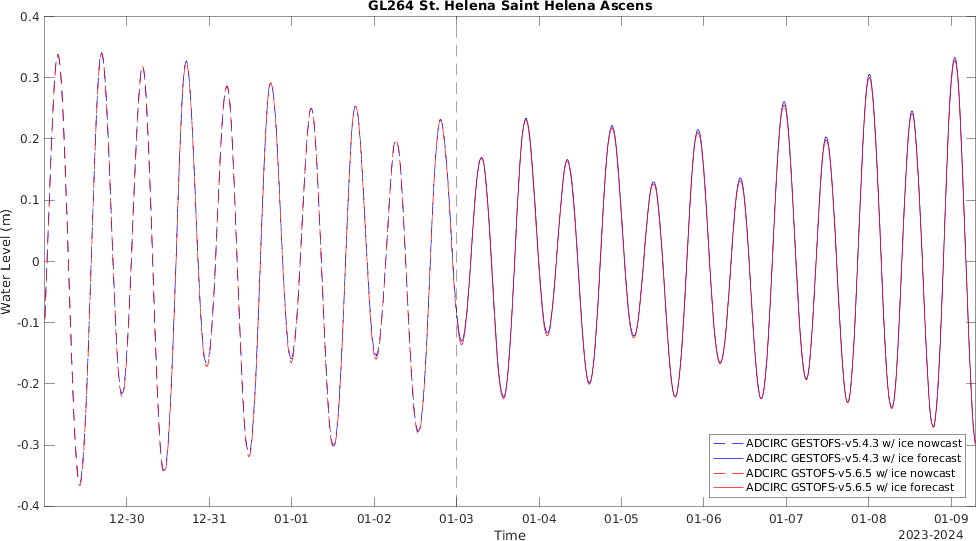 GL264 St. Helena Saint Helena Ascens
0.4
0.3
0.2
0.1
0
-0.1
-0.2
-0.3
-0.4
Water Level (m)
12-30 12-31 01-01 01-02 01-03 01-04 01-05 01-06 01-07 01-08 01-09
Time
2023-2024
ADCIRC GESTOFS-v5.4.3 w/ ice nowcast
ADCIRC GESTOFS-v5.4.3 w/ ice forecast
ADCIRC GSTOFS-v5.6.5 w/ ice nowcast
ADCIRC GSTOFS-v5.6.5 w/ ice forecast